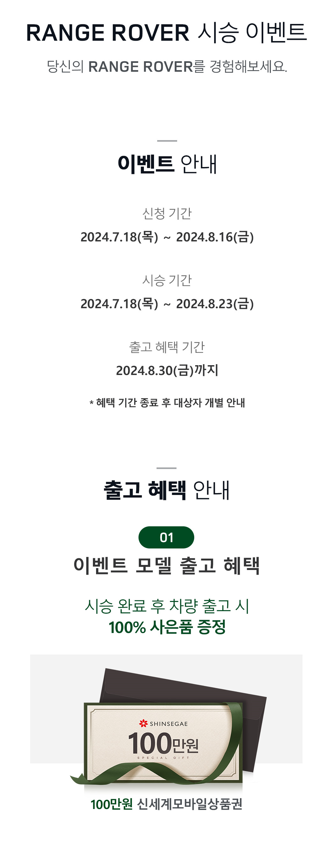 RANGE ROVER 시승 이벤트
당신의 RANGE ROVER를 경험해보세요.
이벤트 안내
신청 기간
2024.7.18(목) ~ 2024.8.16(금)
시승 기간
2024.7.18(목) ~ 2024.8.23(금)
출고 혜택 기간
2024.8.30(금)까지
* 혜택 기간 종료 후 대상자 개별 안내
출고 혜택 안내
01
이벤트 모델 출고 혜택
시승 완료 후 차량 출고 시
100% 사은품 증정
SHINSEGAE
100만원
SPECIAL GIFT
100만원 신세계모바일상품권